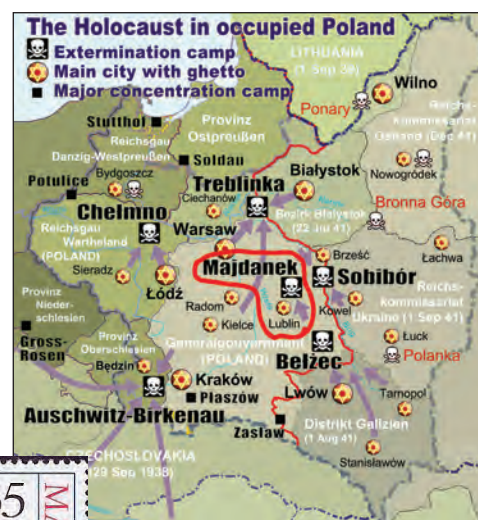 The Holocaust in occupied Poland
Extermination camp
Main city with ghetto
Major concentration camp
LITHUANIA
(1 Sep 39)
Wilno
Ponary
Stutthof
Provinz
Ostpreußen
Reichs-
kommissariat
Ostland (Dec 41)
Reichsgau
Danzig-Westpreußen
Soldau
Nowogródek
Potulice
Bydgoszcz
Treblinka
Białystok
Ciechanów
Chelmno
Bezirk Bialystok
(22 Jul 41)
Bronna Góra
Warsaw
Reichsgau
Wartheland
(POLAND)
Sieradz
Majdanek
Brześć
Sobibór
Łachwa
Łódź
Provinz
Nieder-
schlesien
Radom
Lublin
Kowel
Reichs-
kommissariat
Ukraine (1 Sep 41)
Kielce
Gross-
Rosen
Provinz
Oberschlesien
Generalgouvernment
(POLAND)
Łuck
Polanka
Będzin
Bełżec
Kraków
Płaszów
Lwów
Tarnopol
Auschwitz-Birkenau
Zasław
Distrikt Galizien
(1 Aug 41)
CZECHOSLOVAKIA
(29 Sep 1938)
Stanisławów